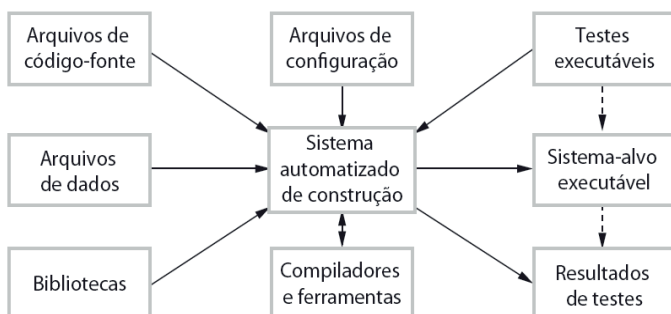 Arquivos de
código-fonte
Arquivos de
configuração
Testes
executáveis
Arquivos
de dados
Sistema
automatizado
de construção
Sistema-alvo
executável
Bibliotecas
Compiladores
e ferramentas
Resultados
de testes